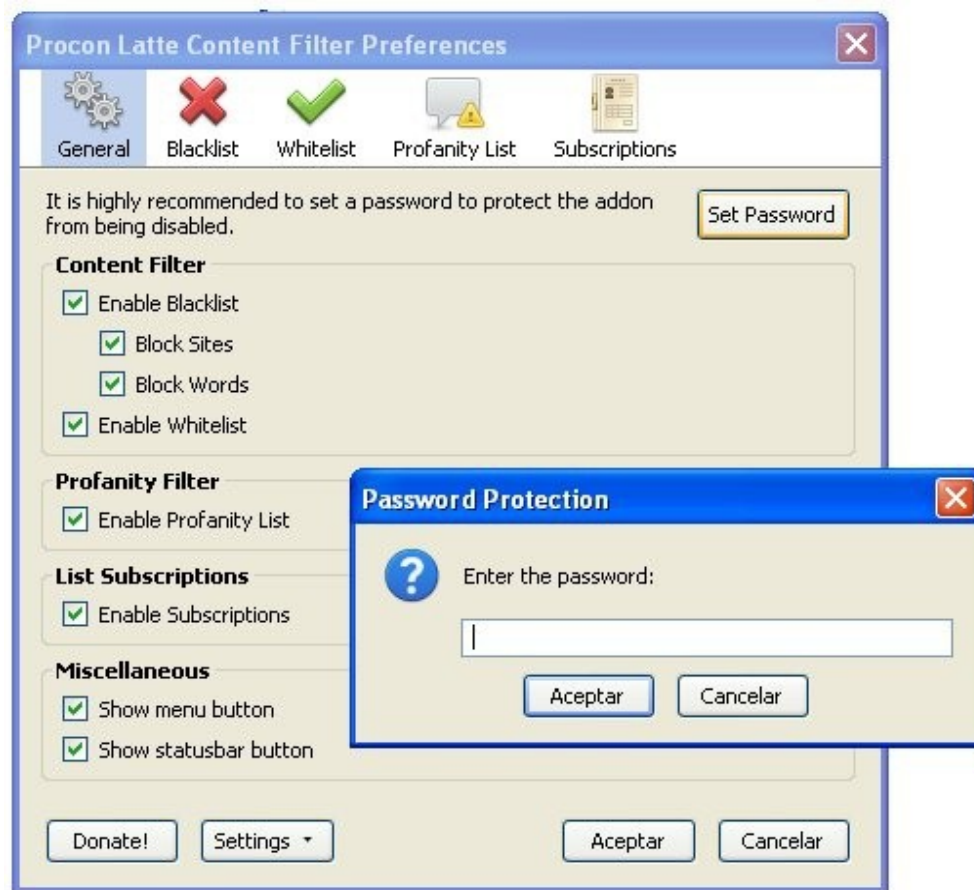 Procon Latte Content Filter Preferences
General Blacklist Whitelist Profanity List Subscriptions
It is highly recommended to set a password to protect the addon
from being disabled.
Set Password
Content Filter
Enable Blacklist
Block Sites
Block Words
Enable Whitelist
Profanity Filter
Enable Profanity List
List Subscriptions
Enable Subscriptions
Miscellaneous
Show menu button
Show statusbar button
Password Protection
Enter the password:
Aceptar Cancelar
Donate! Settings Aceptar Cancelar